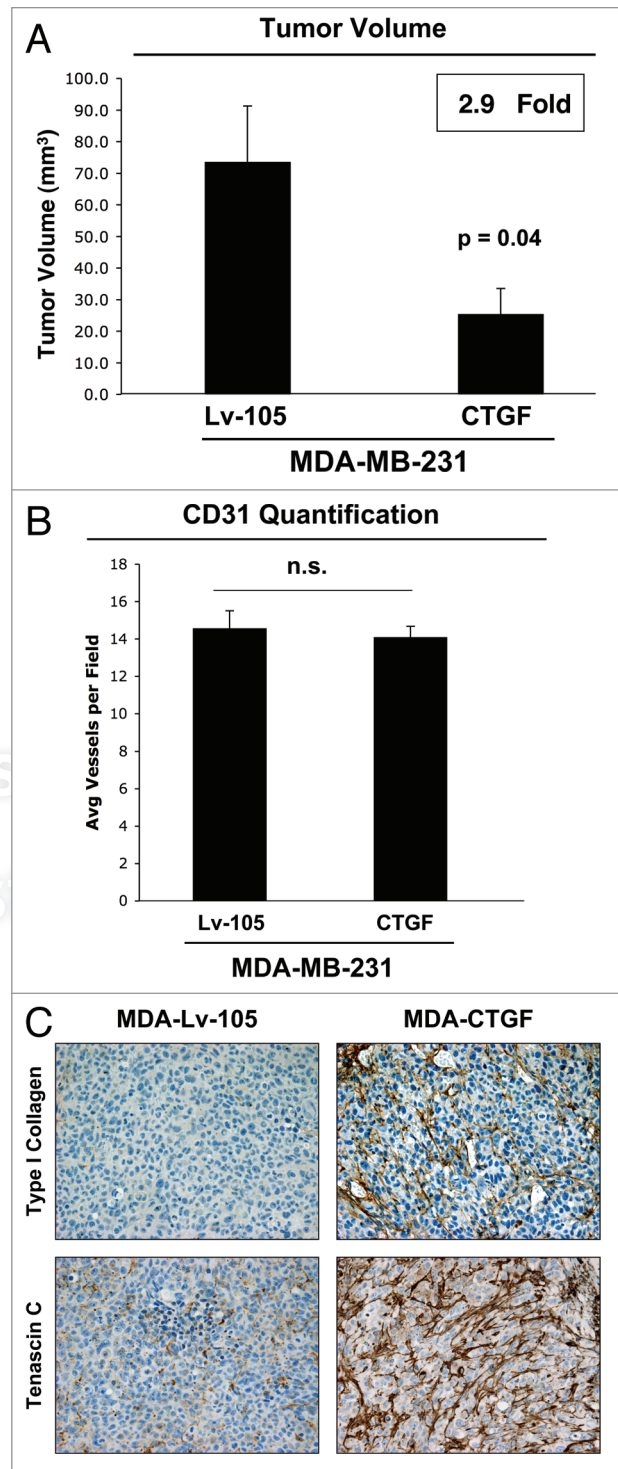 A
Tumor Volume
2.9 Fold
Tumor Volume (mm³)
100.0
90.0
80.0
70.0
60.0
50.0
40.0
30.0
20.0
10.0
0.0
p = 0.04
Lv-105 CTGF
MDA-MB-231
B
CD31 Quantification
Avg Vessels per Field
18
16
14
12
10
8
6
4
2
0
n.s.
Lv-105 CTGF
MDA-MB-231
C
MDA-Lv-105 MDA-CTGF
Type I Collagen
Tenascin C